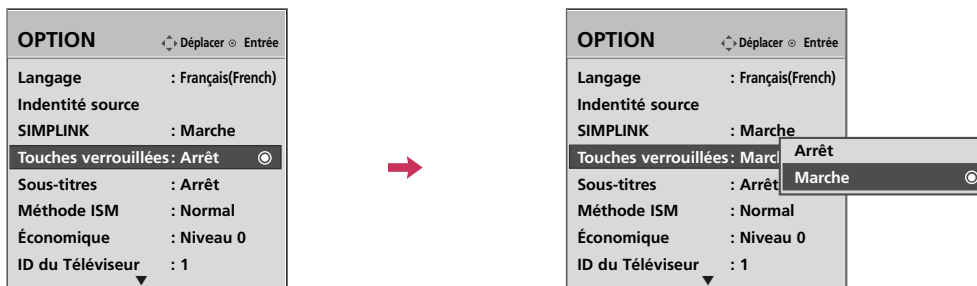 OPTION Déplacer Entrée
Langage : Français(French)
Indentité source
SIMPLINK : Marche
Touches verrouillées: Arrêt
Sous-titres : Arrêt
Méthode ISM : Normal
Économique : Niveau 0
ID du Téléviseur : 1
OPTION Déplacer Entrée
Langage : Français(French)
Indentité source
SIMPLINK : Marche
Touches verrouillées: Marc
Arrêt
Marche
Sous-titres : Arrêt
Méthode ISM : Normal
Économique : Niveau 0
ID du Téléviseur : 1